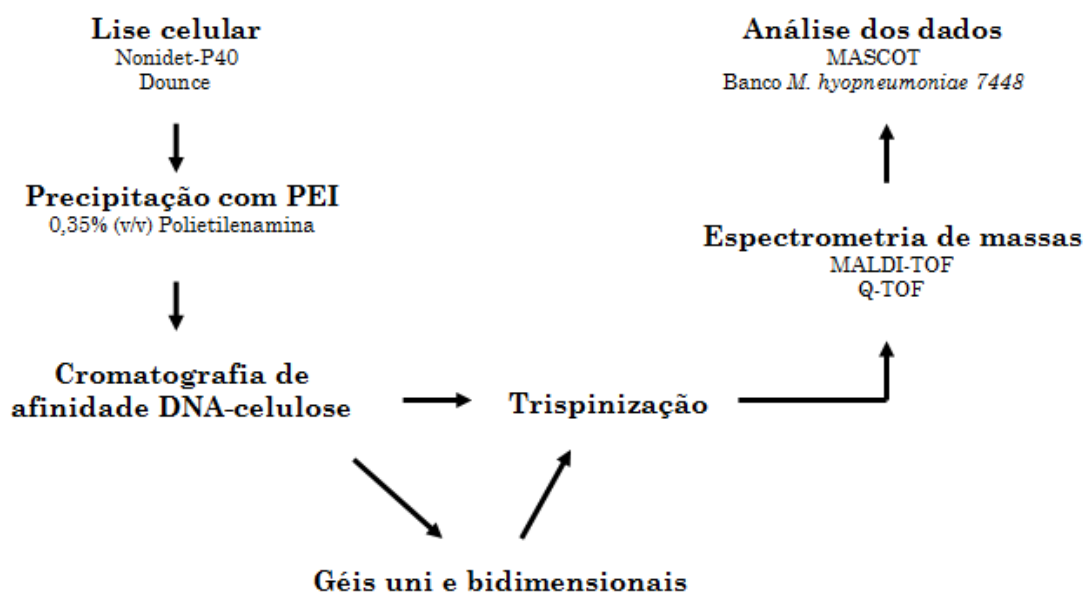 Lise celular
Nonidet-P40
Dounce
Precipitação com PEI
0,35% (v/v) Polietilenamina
Cromatografia de
afinidade DNA-celulose
Géis uni e bidimensionais
Trispinização
Espectrometria de massas
MALDI-TOF
Q-TOF
Análise dos dados
MASCOT
Banco M. hyopneumoniae 7448